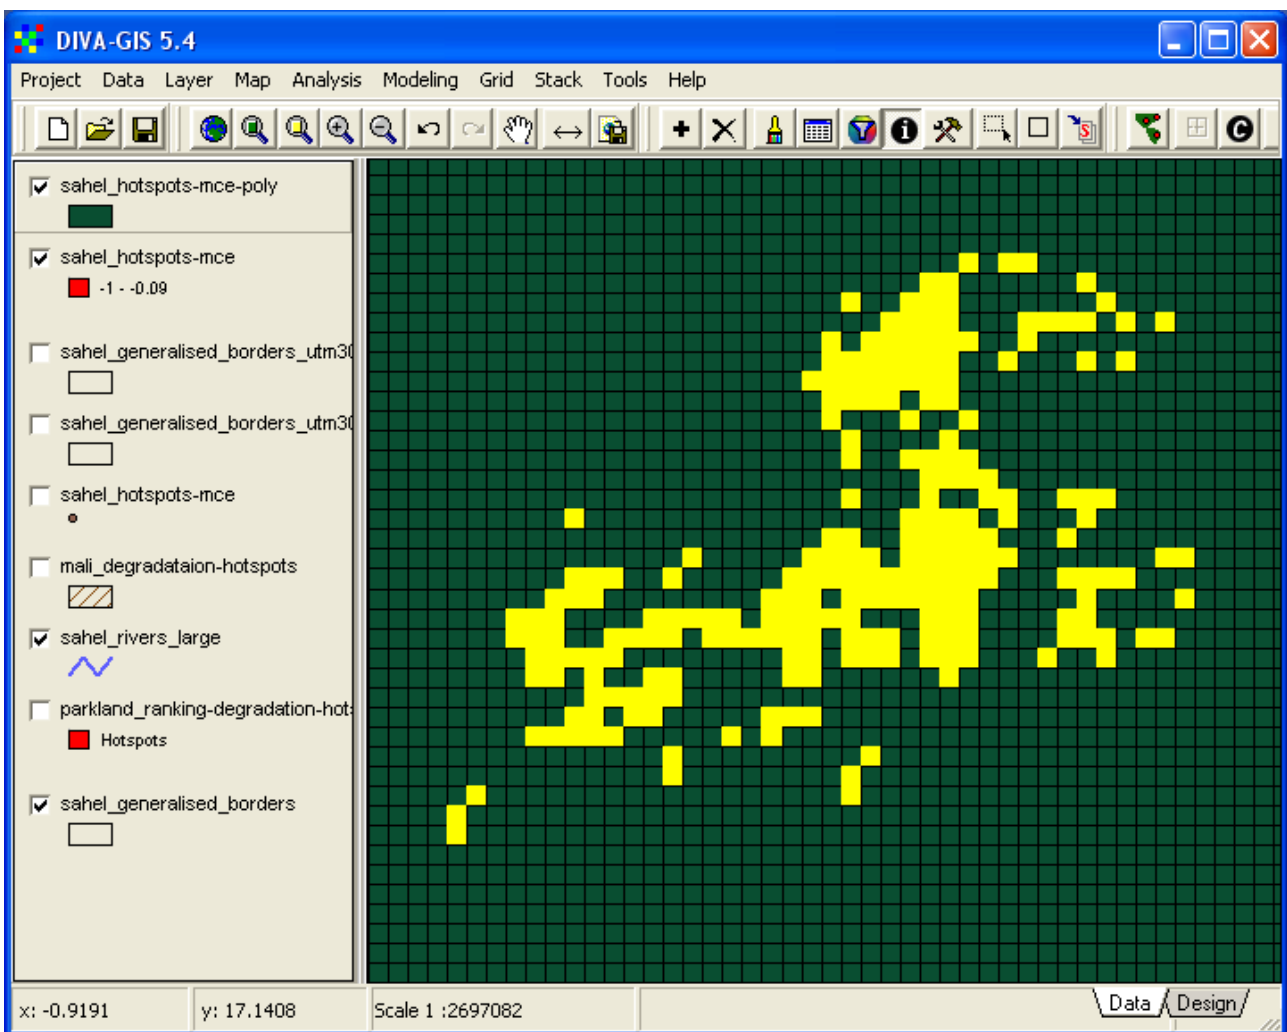 DIVA-GIS 5.4
Project Data Layer Map Analysis Modeling Grid Stack Tools Help
sahel_hotspots-mce-poly
sahel_hotspots-mce
-1 - -0.09
sahel_generalised_borders_utm30
sahel_generalised_borders_utm30
sahel_hotspots-mce
mali_degradataion-hotspots
sahel_rivers_large
parkland_ranking-degradation-hot
Hotspots
sahel_generalised_borders
x: -0.9191 y: 17.1408 Scale 1 :2697082 Data Design